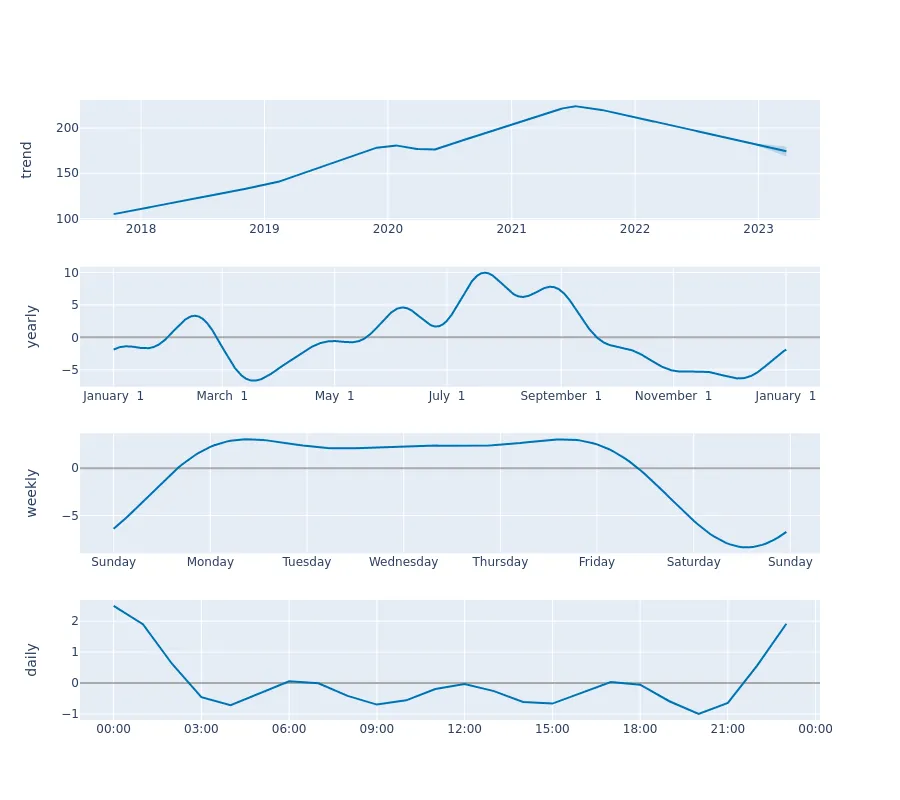 trend
200
150
100
2018 2019 2020 2021 2022 2023
yearly
10
5
0
−5
January 1 March 1 May 1 July 1 September 1 November 1 January 1
weekly
0
−5
Sunday Monday Tuesday Wednesday Thursday Friday Saturday Sunday
daily
2
1
0
−1
00:00 03:00 06:00 09:00 12:00 15:00 18:00 21:00 00:00